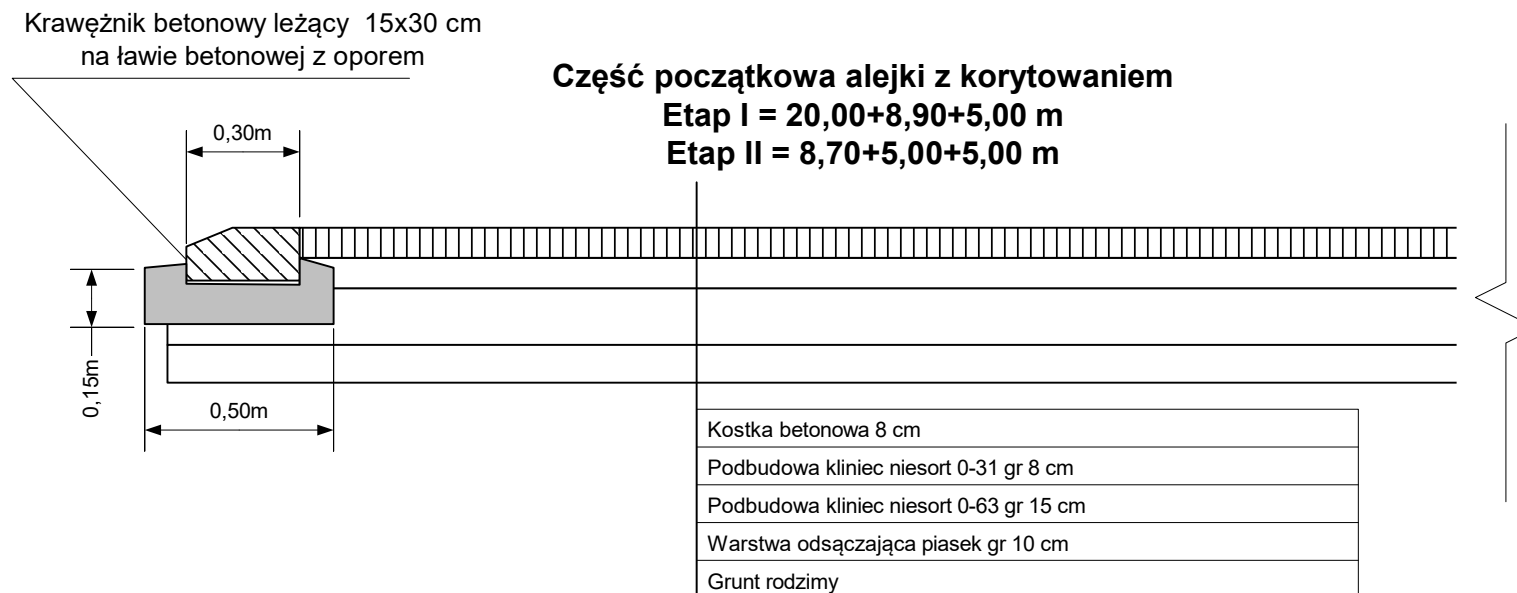 Krawężnik betonowy leżący 15x30 cm
na ławie betonowej z oporem
Część początkowa alejki z korytowaniem
Etap I = 20,00+8,90+5,00 m
Etap II = 8,70+5,00+5,00 m
0,30m
0,15m
0,50m
Kostka betonowa 8 cm
Podbudowa kliniec niesort 0-31 gr 8 cm
Podbudowa kliniec niesort 0-63 gr 15 cm
Warstwa odsączająca piasek gr 10 cm
Grunt rodzimy